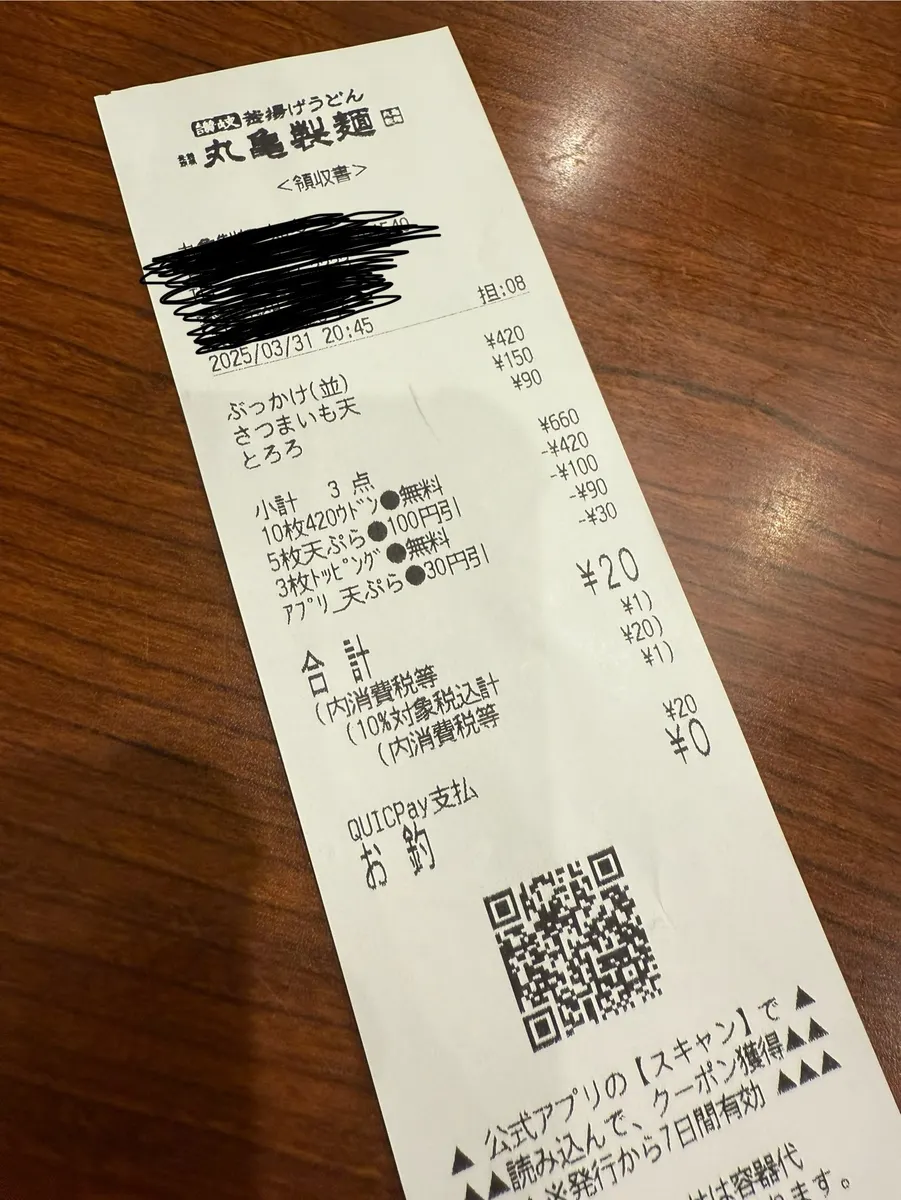 讃岐 釜揚げうどん
丸亀製麺
<領収書>
2025/03/31 20:45 担:08
ぶっかけ(並) ¥420
さつまいも天 ¥150
とろろ ¥90
小計 3点 ¥660
10枚420ｳﾄﾞﾝ●無料 -¥420
5枚天ぷら●100円引 -¥100
3枚ﾄｯﾋﾟﾝｸﾞ●無料 -¥90
ｱﾌﾟﾘ_天ぷら●30円引 -¥30
合計 ¥20
(内消費税等 ¥1)
(10%対象税込計 ¥20)
(内消費税等 ¥1)
QUICPay支払 ¥20
お釣 ¥0
▲ 公式アプリの【スキャン】で ▲
▲▲読み込んで、クーポン獲得▲▲
※発行から7日間有効 ▲▲▲
は容器代
ます。